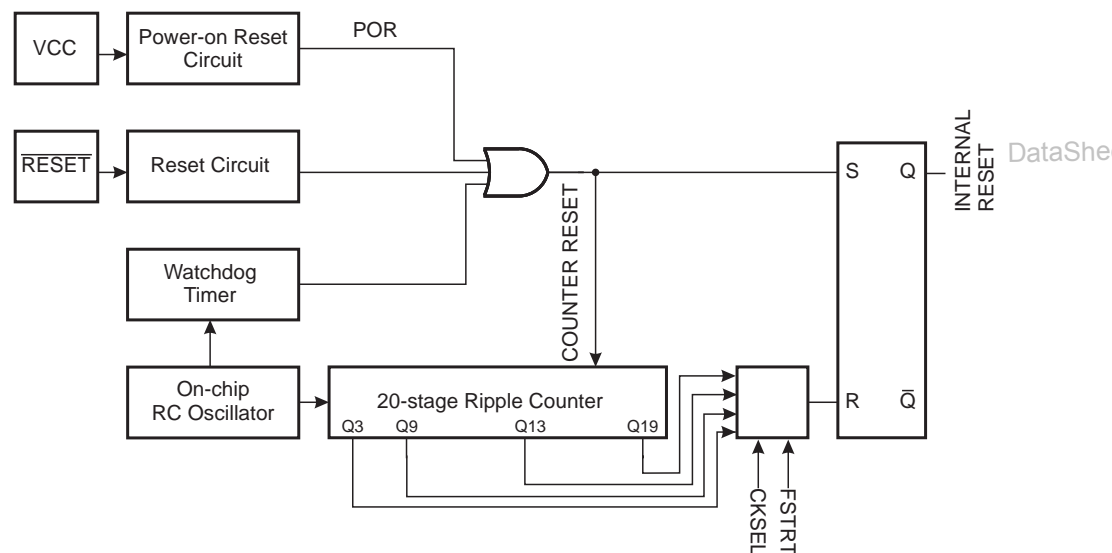 VCC
Power-on Reset
Circuit
POR
RESET
Reset Circuit
Watchdog
Timer
On-chip
RC Oscillator
COUNTER RESET
20-stage Ripple Counter
Q3
Q9
Q13
Q19
CKSEL
FSTRT
S
Q
R
Q̅
INTERNAL
RESET
DataShe